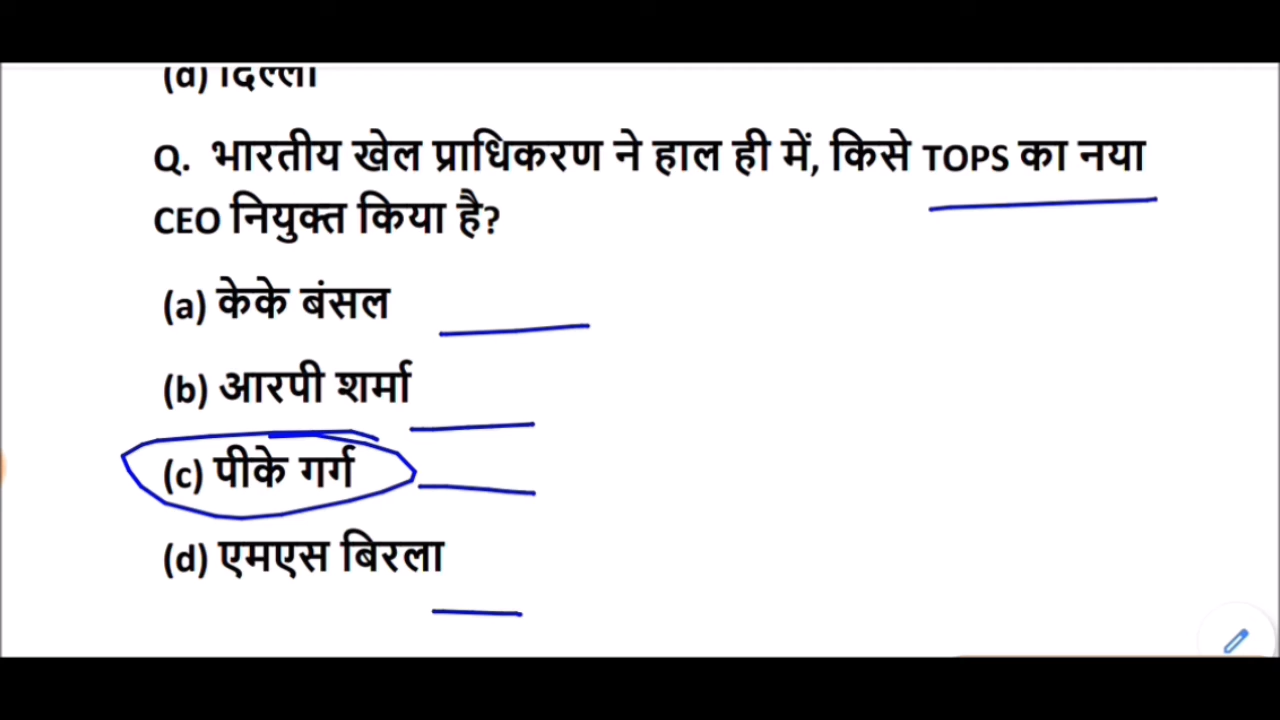 (d) दिल्ली
Q. भारतीय खेल प्राधिकरण ने हाल ही में, किसे TOPS का नया
CEO नियुक्त किया है?
(a) केके बंसल
(b) आरपी शर्मा
(c) पीके गर्ग
(d) एमएस बिरला